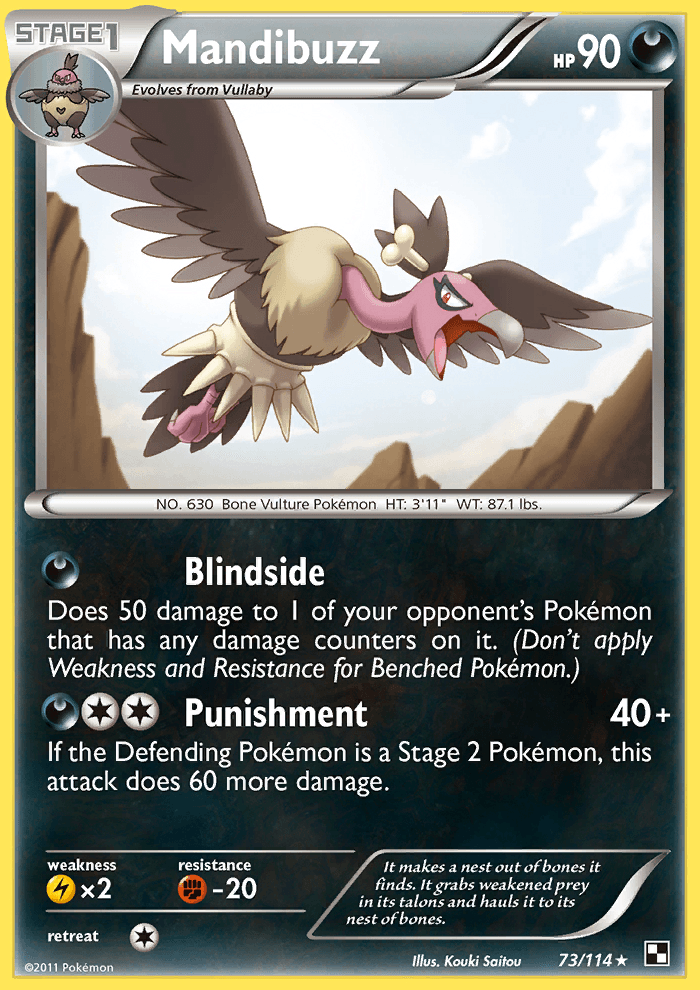 STAGE1
Mandibuzz
HP 90
Evolves from Vullaby
NO. 630 Bone Vulture Pokémon HT: 3'11" WT: 87.1 lbs.
Blindside
Does 50 damage to 1 of your opponent's Pokémon
that has any damage counters on it. (Don't apply
Weakness and Resistance for Benched Pokémon.)
Punishment 40+
If the Defending Pokémon is a Stage 2 Pokémon, this
attack does 60 more damage.
weakness resistance
×2 -20
retreat
It makes a nest out of bones it
finds. It grabs weakened prey
in its talons and hauls it to its
nest of bones.
©2011 Pokémon
Illus. Kouki Saitou 73/114 ★